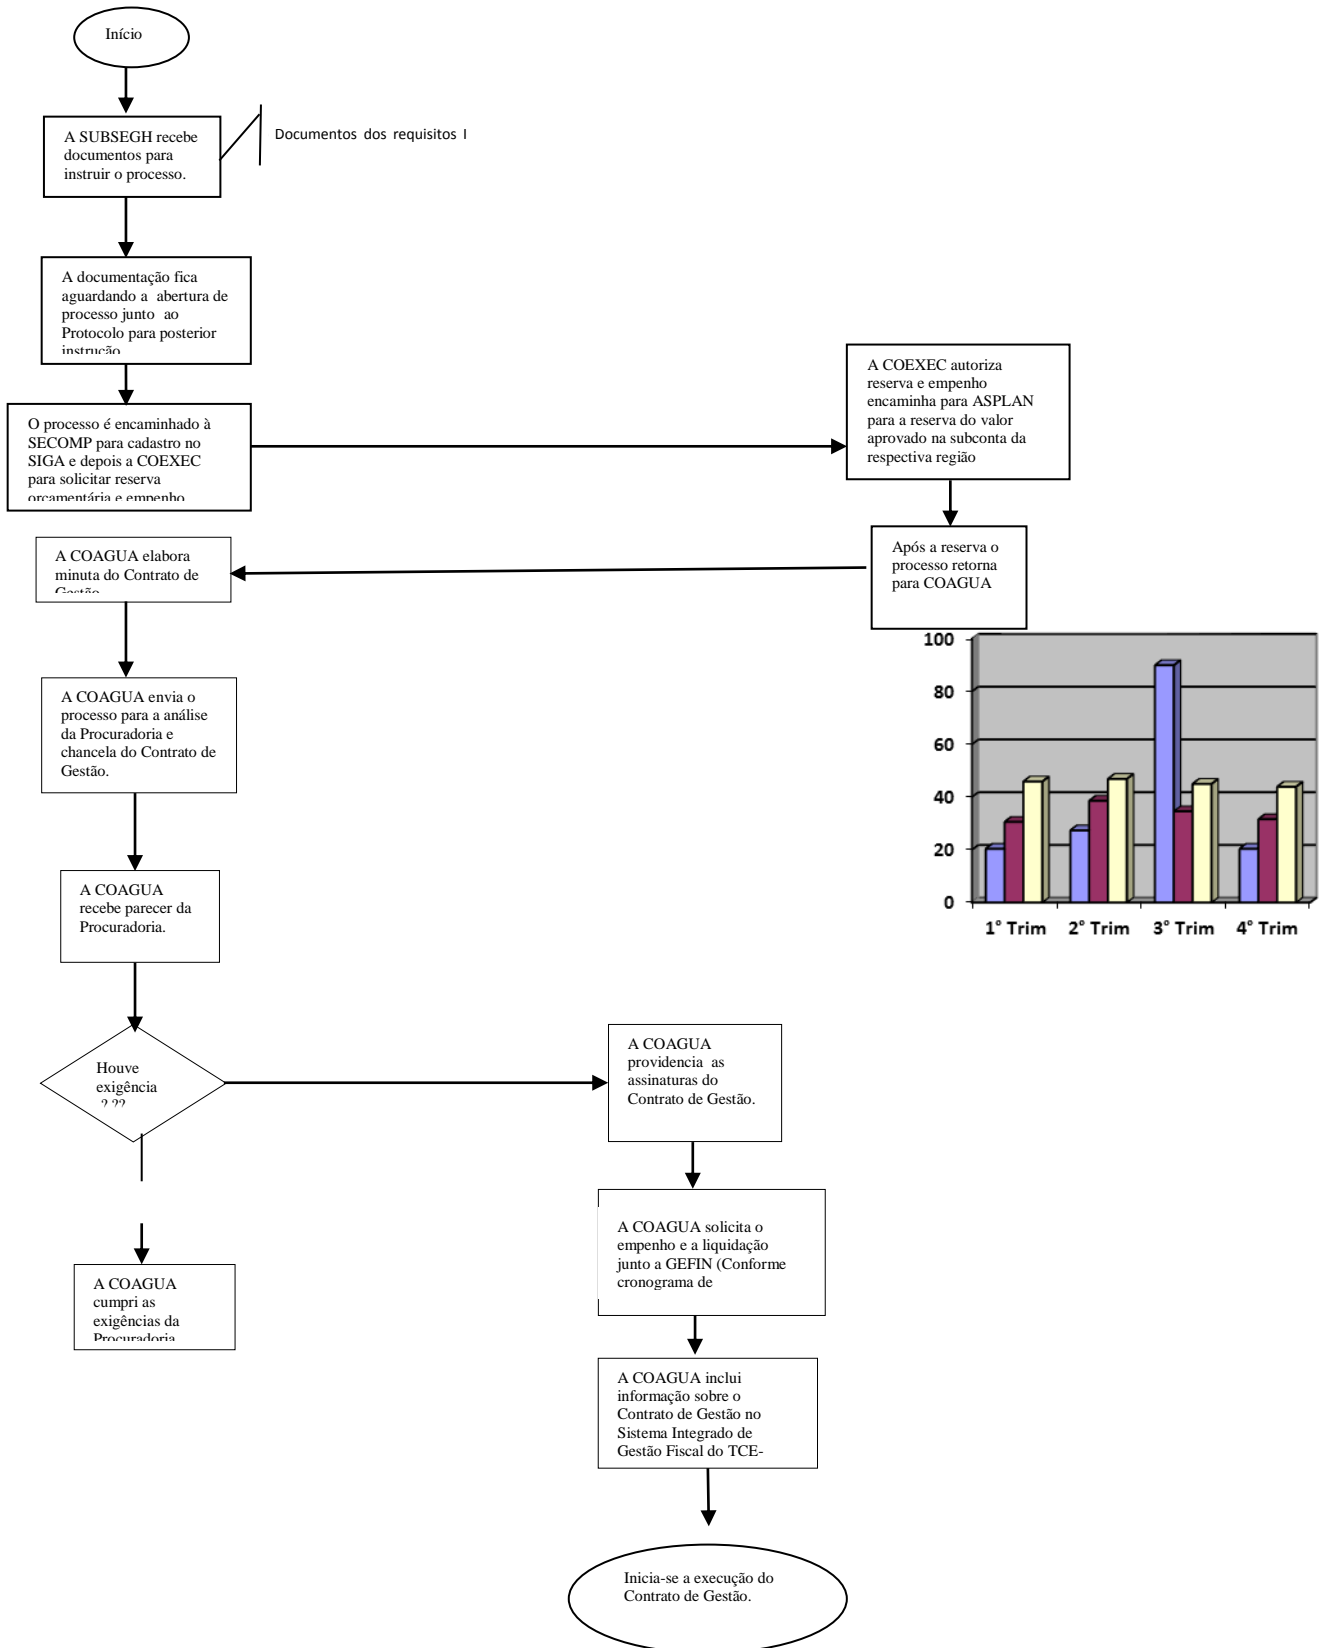 Início
A SUBSEGH recebe
documentos para
instruir o processo.
Documentos dos requisitos I
A documentação fica
aguardando a abertura de
processo junto ao
Protocolo para posterior
instrução
O processo é encaminhado à
SECOMP para cadastro no
SIGA e depois a COEXEC
para solicitar reserva
orçamentária e empenho
A COEXEC autoriza
reserva e empenho
encaminha para ASPLAN
para a reserva do valor
aprovado na subconta da
respectiva região
Após a reserva o
processo retorna
para COAGUA
A COAGUA elabora
minuta do Contrato de
Gestão
A COAGUA envia o
processo para a análise
da Procuradoria e
chancela do Contrato de
Gestão.
A COAGUA
recebe parecer da
Procuradoria.
100
80
60
40
20
0
1° Trim 2° Trim 3° Trim 4° Trim
Houve
exigência
? ??
A COAGUA
providencia as
assinaturas do
Contrato de Gestão.
A COAGUA solicita o
empenho e a liquidação
junto a GEFIN (Conforme
cronograma de
A COAGUA
cumpri as
exigências da
Procuradoria
A COAGUA inclui
informação sobre o
Contrato de Gestão no
Sistema Integrado de
Gestão Fiscal do TCE-
Inicia-se a execução do
Contrato de Gestão.